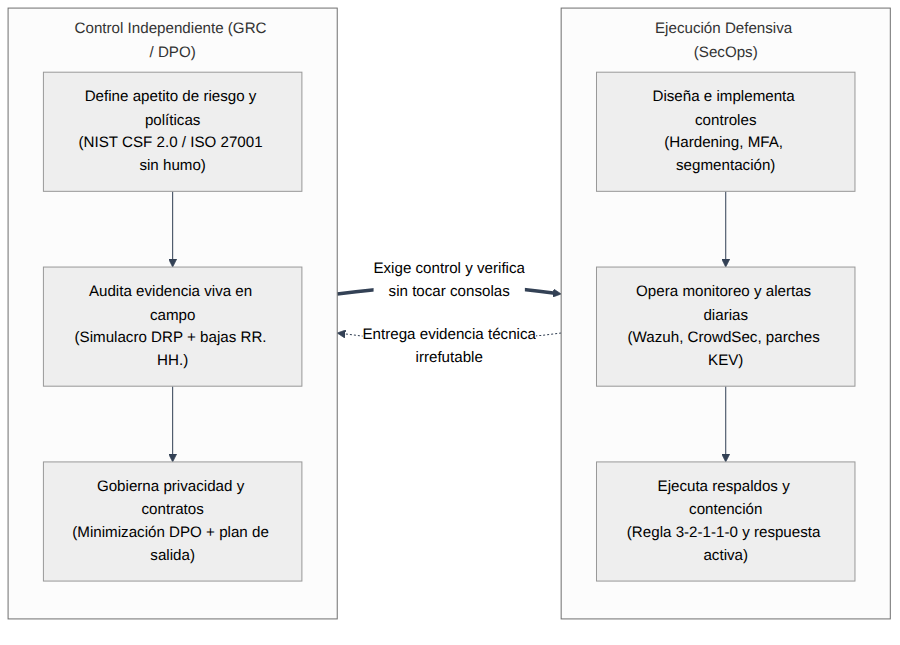 Control Independiente (GRC
/ DPO)
Define apetito de riesgo y
políticas
(NIST CSF 2.0 / ISO 27001
sin humo)
Audita evidencia viva en
campo
(Simulacro DRP + bajas RR.
HH.)
Gobierna privacidad y
contratos
(Minimización DPO + plan de
salida)
Exige control y verifica
sin tocar consolas
Entrega evidencia técnica
irrefutable
Ejecución Defensiva
(SecOps)
Diseña e implementa
controles
(Hardening, MFA,
segmentación)
Opera monitoreo y alertas
diarias
(Wazuh, CrowdSec, parches
KEV)
Ejecuta respaldos y
contención
(Regla 3-2-1-1-0 y respuesta
activa)